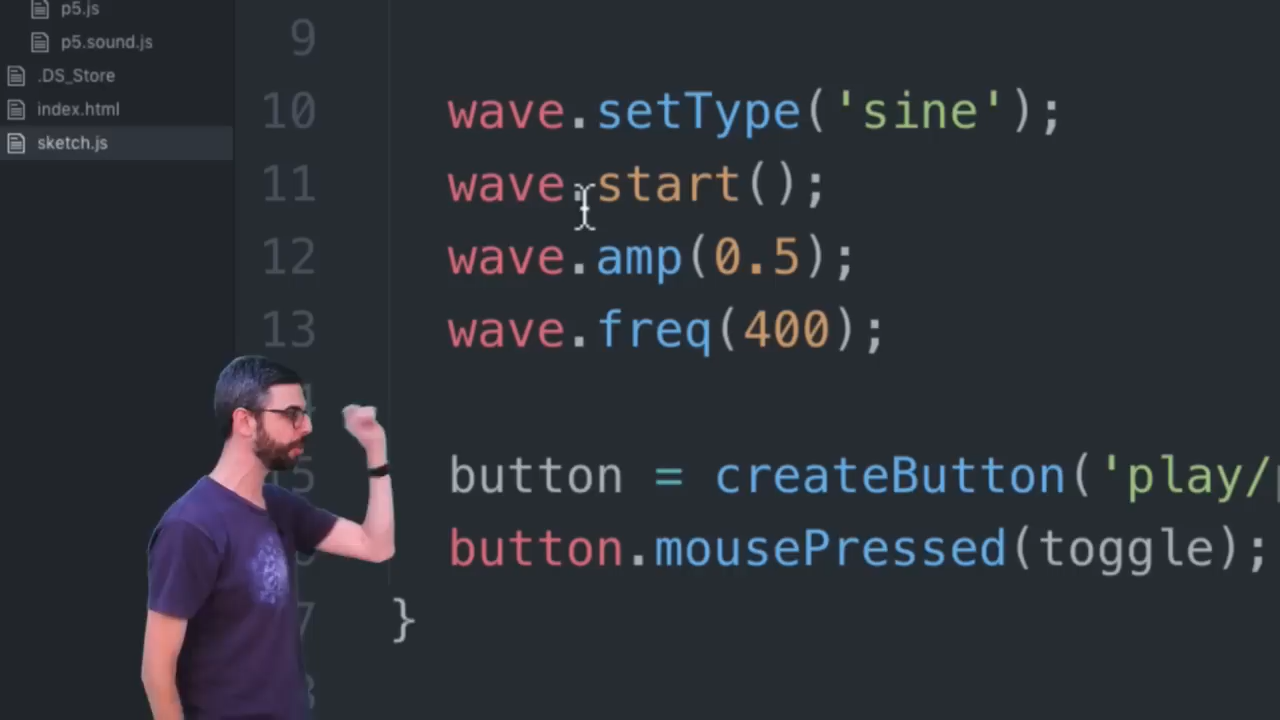 p5.js
p5.sound.js
.DS_Store
index.html
sketch.js
9
10 wave.setType('sine');
11 wave.start();
12 wave.amp(0.5);
13 wave.freq(400);
button = createButton('play/
button.mousePressed(toggle);
}